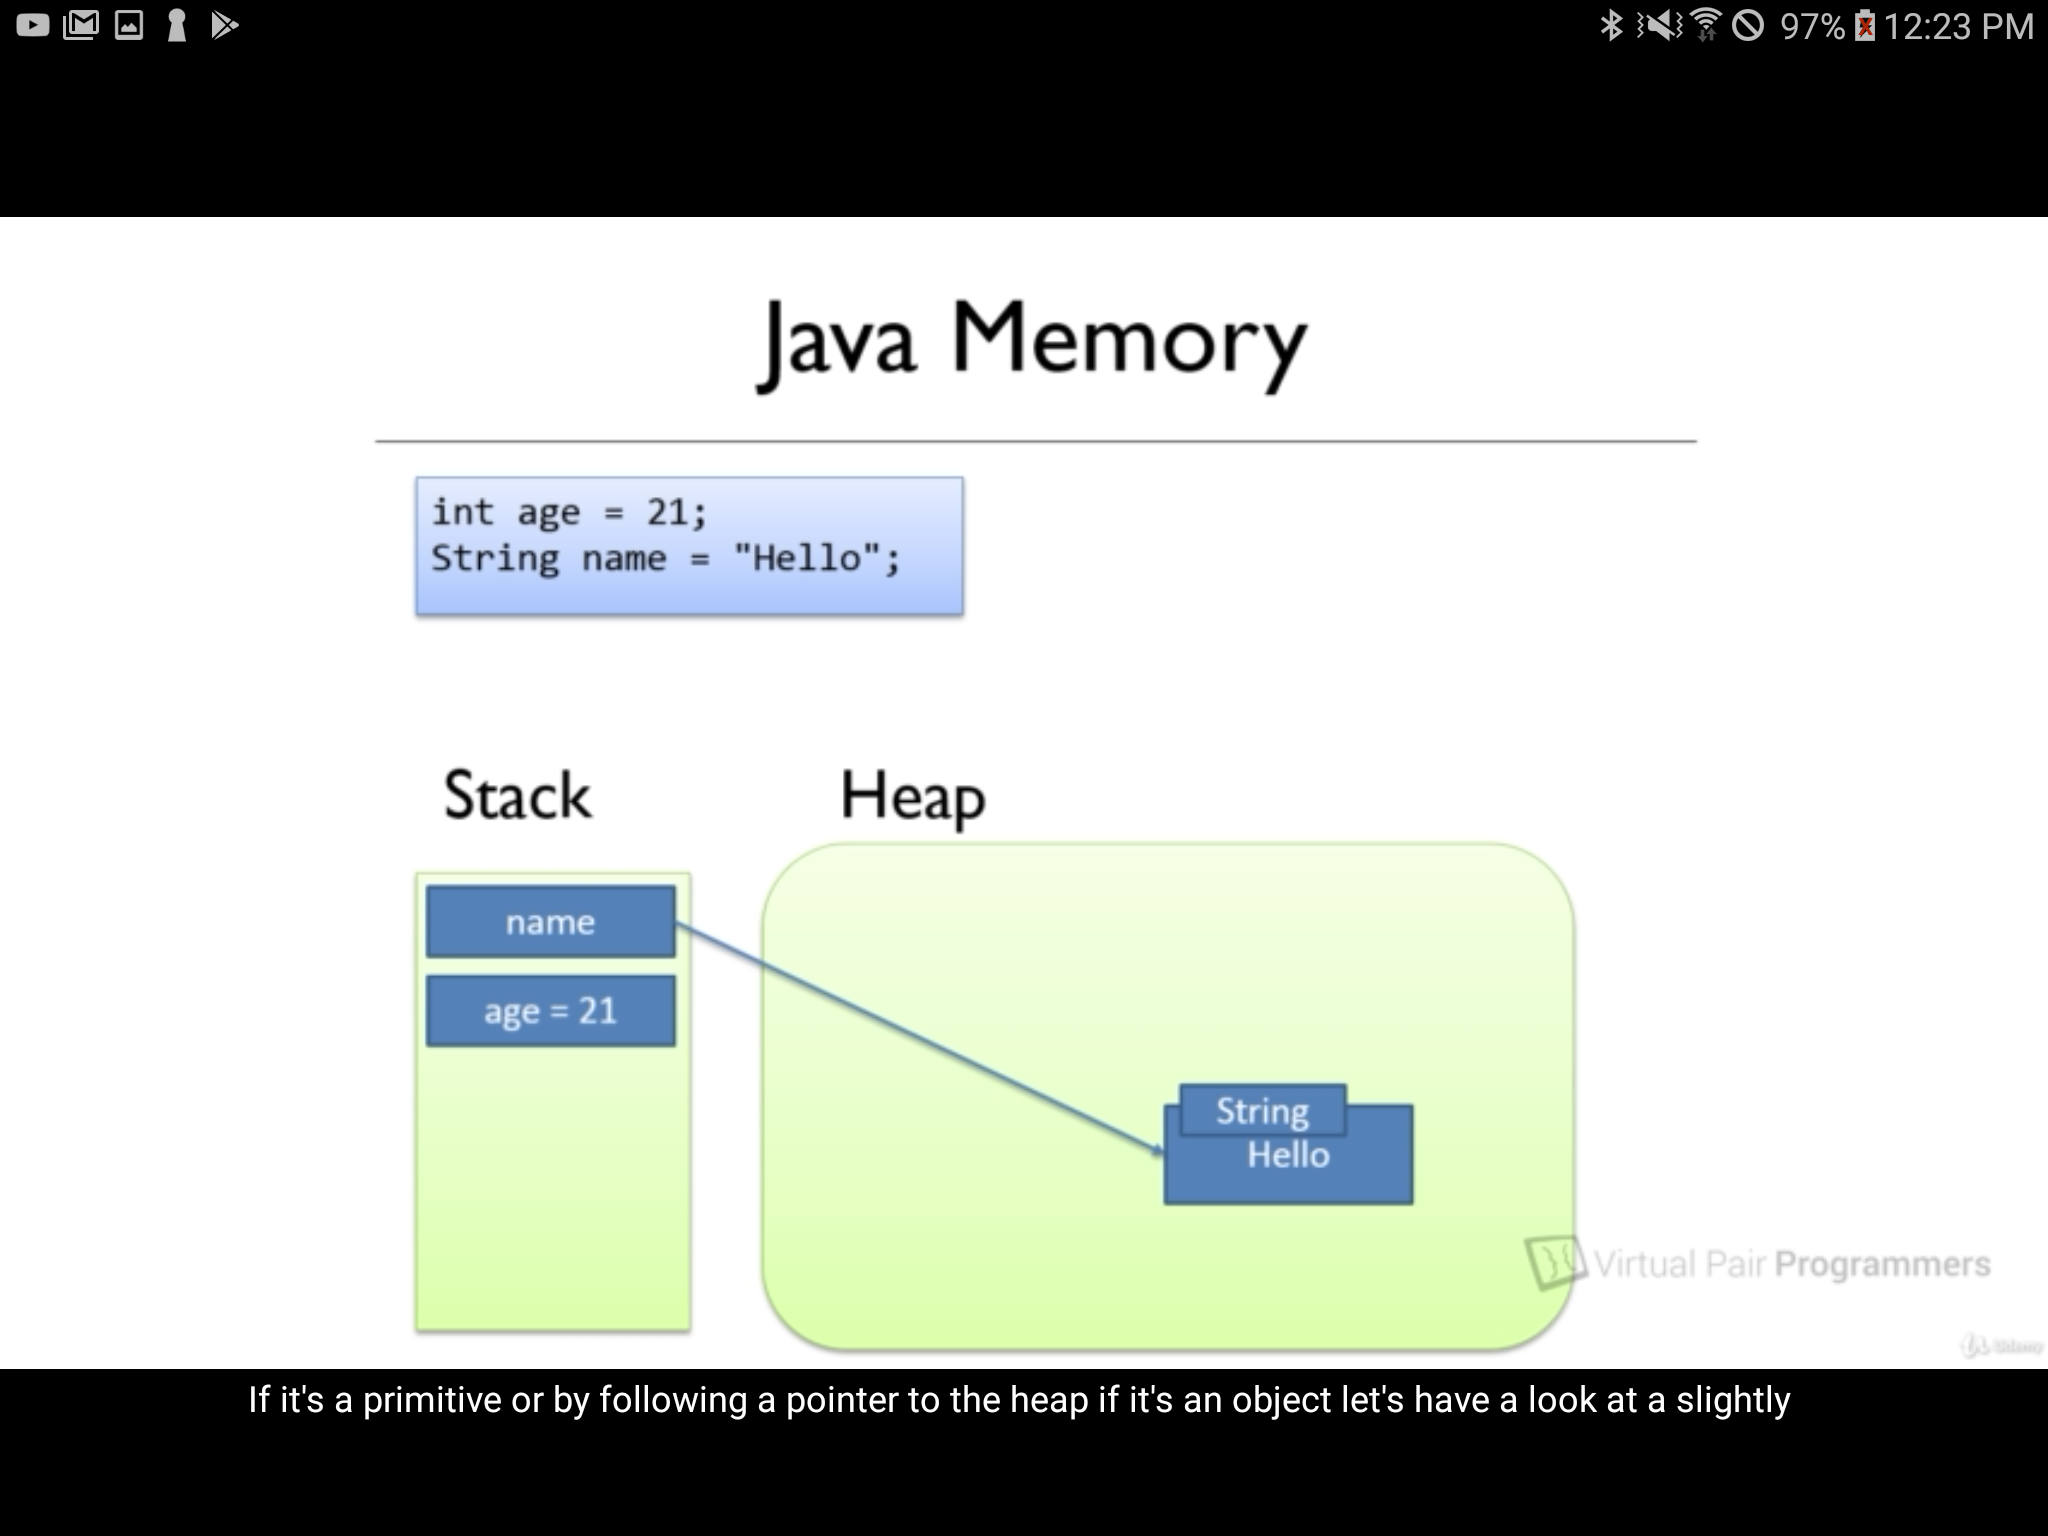 97% 12:23 PM
Java Memory
int age = 21;
String name = "Hello";
Stack
Heap
name
age = 21
String
Hello
Virtual Pair Programmers
Udemy
If it's a primitive or by following a pointer to the heap if it's an object let's have a look at a slightly